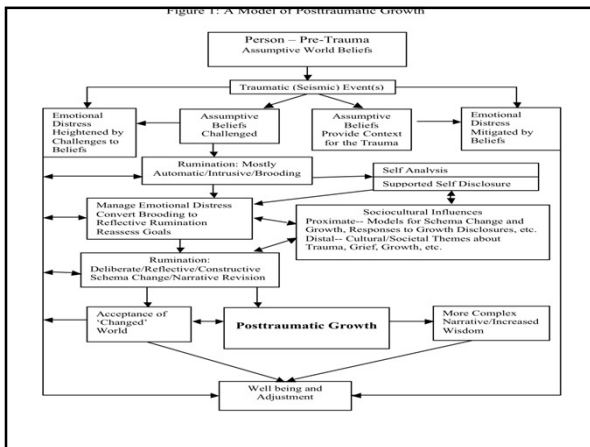 Figure 1: A Model of Posttraumatic Growth
Person – Pre-Trauma
Assumptive World Beliefs
Traumatic (Seismic) Event(s)
Emotional
Distress
Heightened by
Challenges to
Beliefs
Assumptive
Beliefs
Challenged
Assumptive
Beliefs
Provide Context
for the Trauma
Emotional
Distress
Mitigated by
Beliefs
Rumination: Mostly
Automatic/Intrusive/Brooding
Self Analysis
Supported Self Disclosure
Manage Emotional Distress
Convert Brooding to
Reflective Rumination
Reassess Goals
Sociocultural Influences
Proximate-- Models for Schema Change and
Growth, Responses to Growth Disclosures, etc.
Distal-- Cultural/Societal Themes about
Trauma, Grief, Growth, etc.
Rumination:
Deliberate/Reflective/Constructive
Schema Change/Narrative Revision
Acceptance of
‘Changed’
World
Posttraumatic Growth
More Complex
Narrative/Increased
Wisdom
Well being and
Adjustment